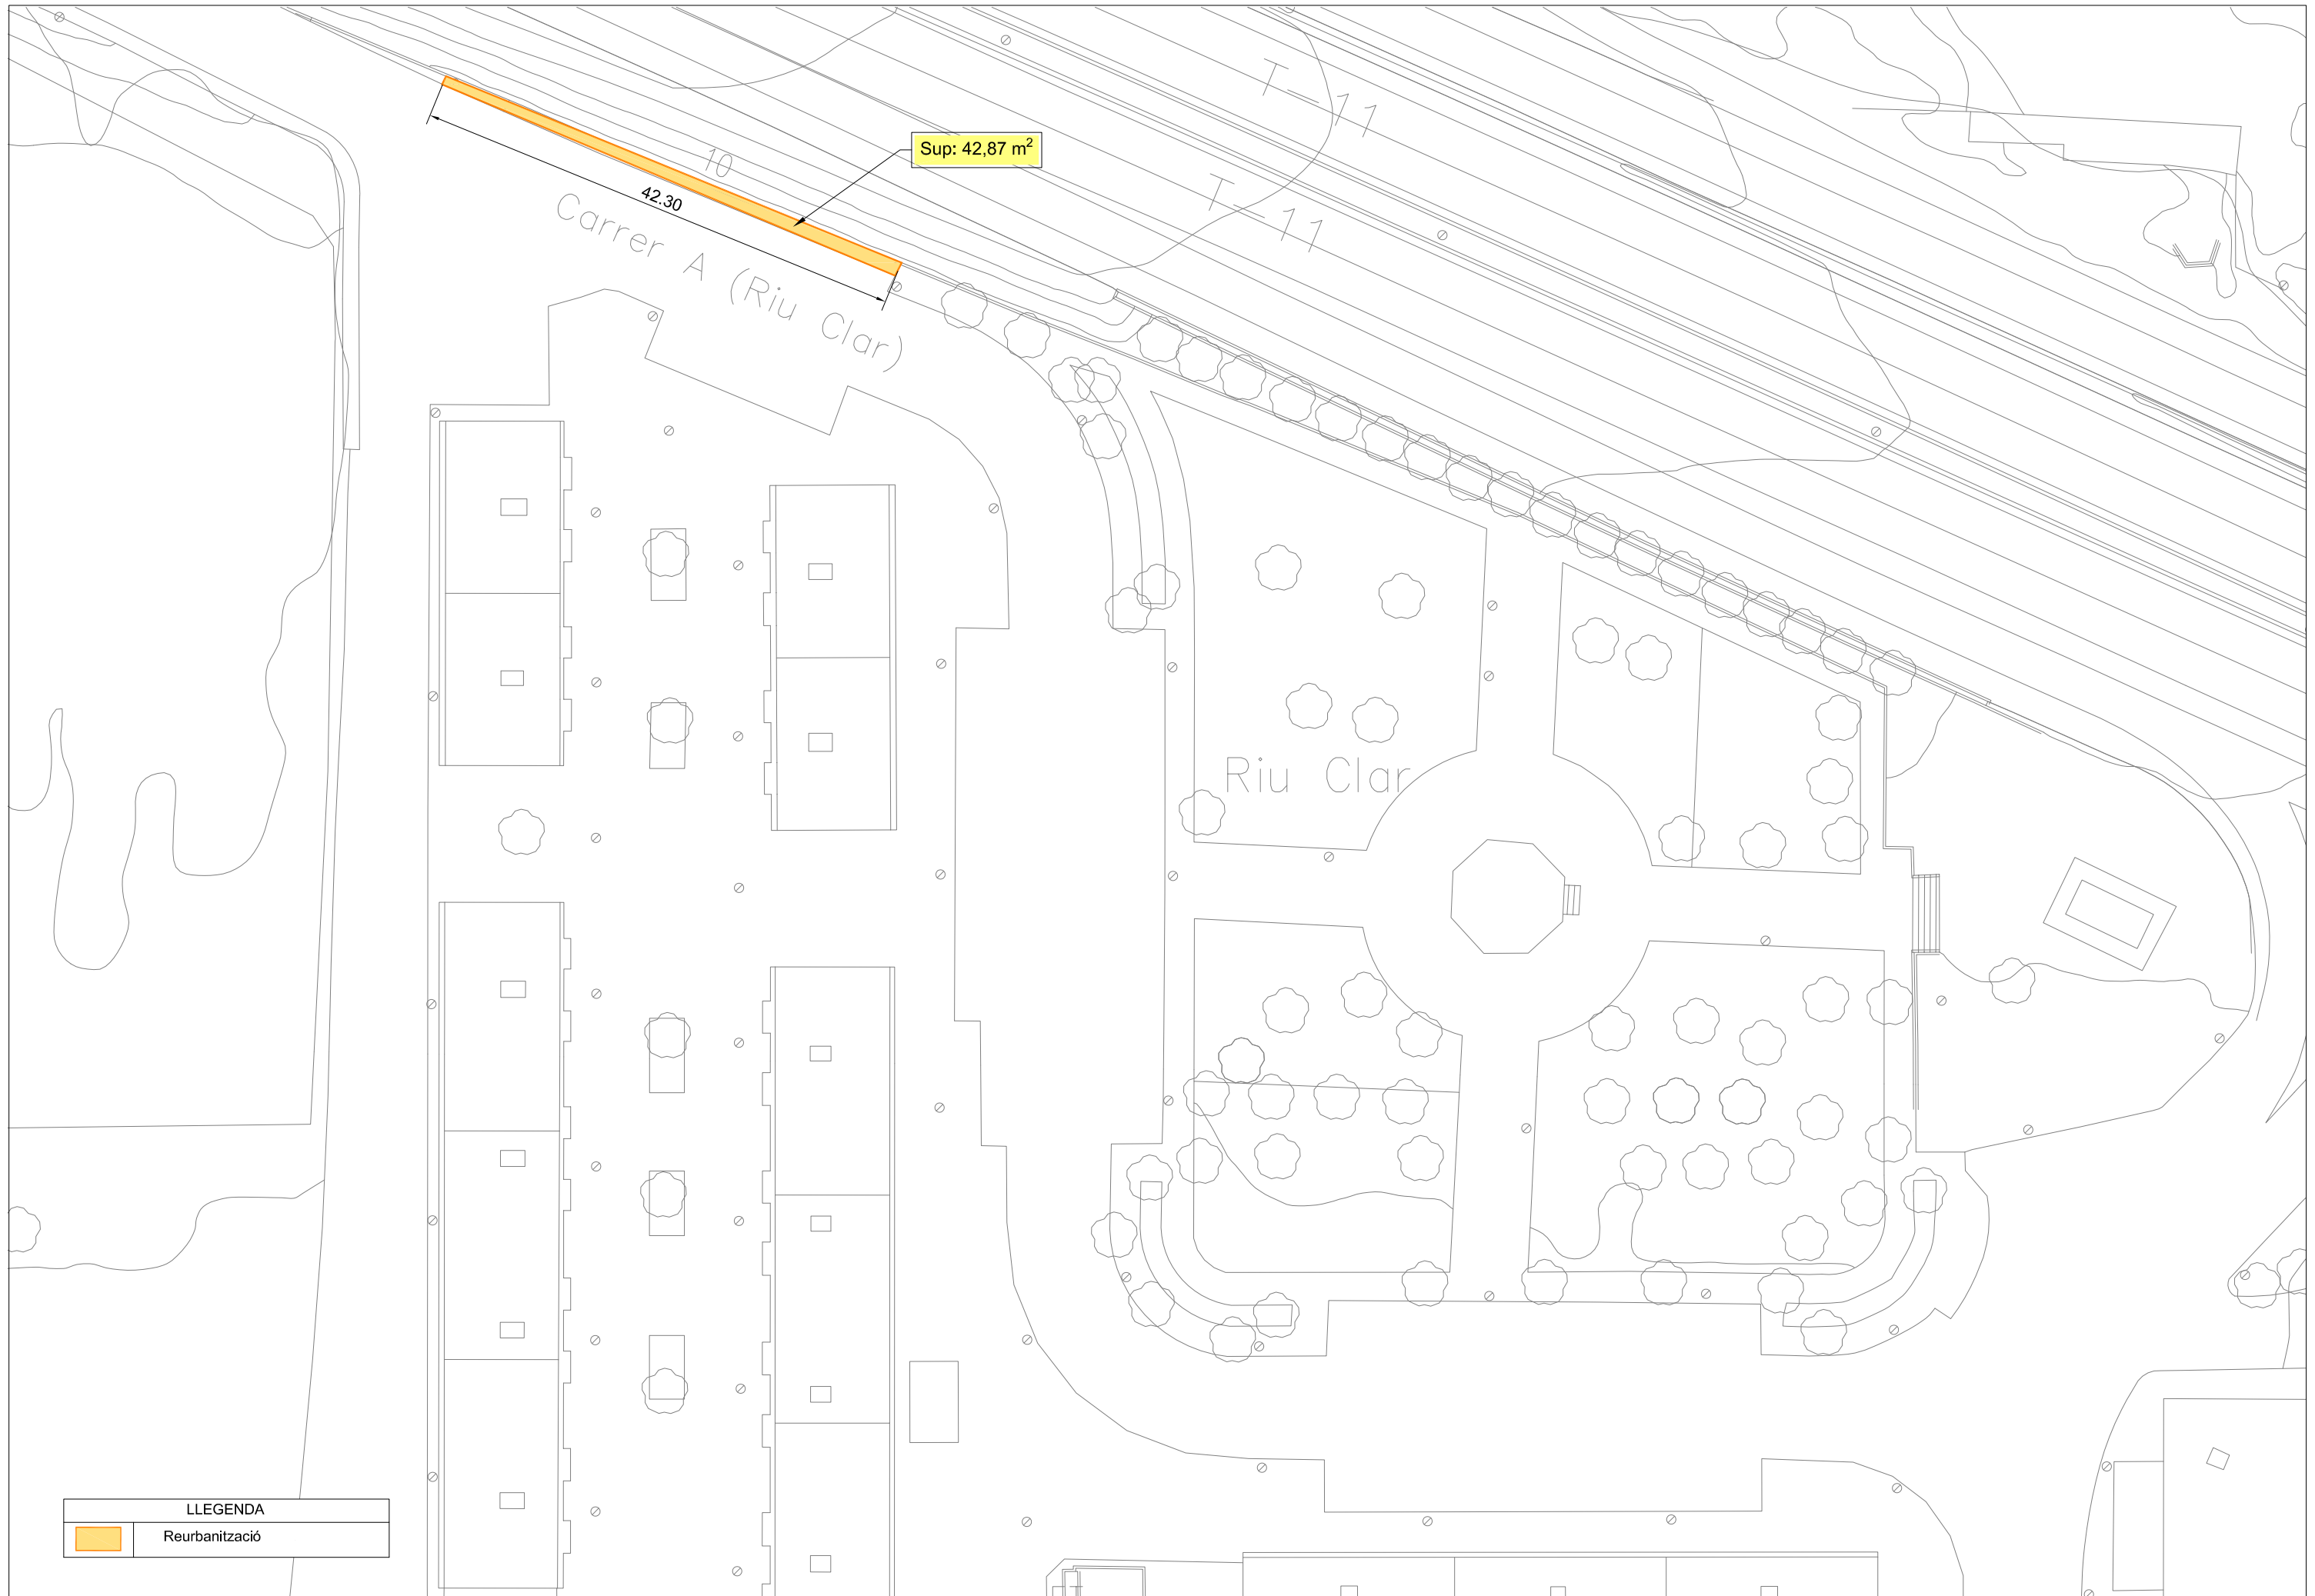 T-11
Sup: 42,87 m²
10
T-11
42.30
Carrer A (Riu Clar)
Riu Clar
LLEGENDA
Reurbanització